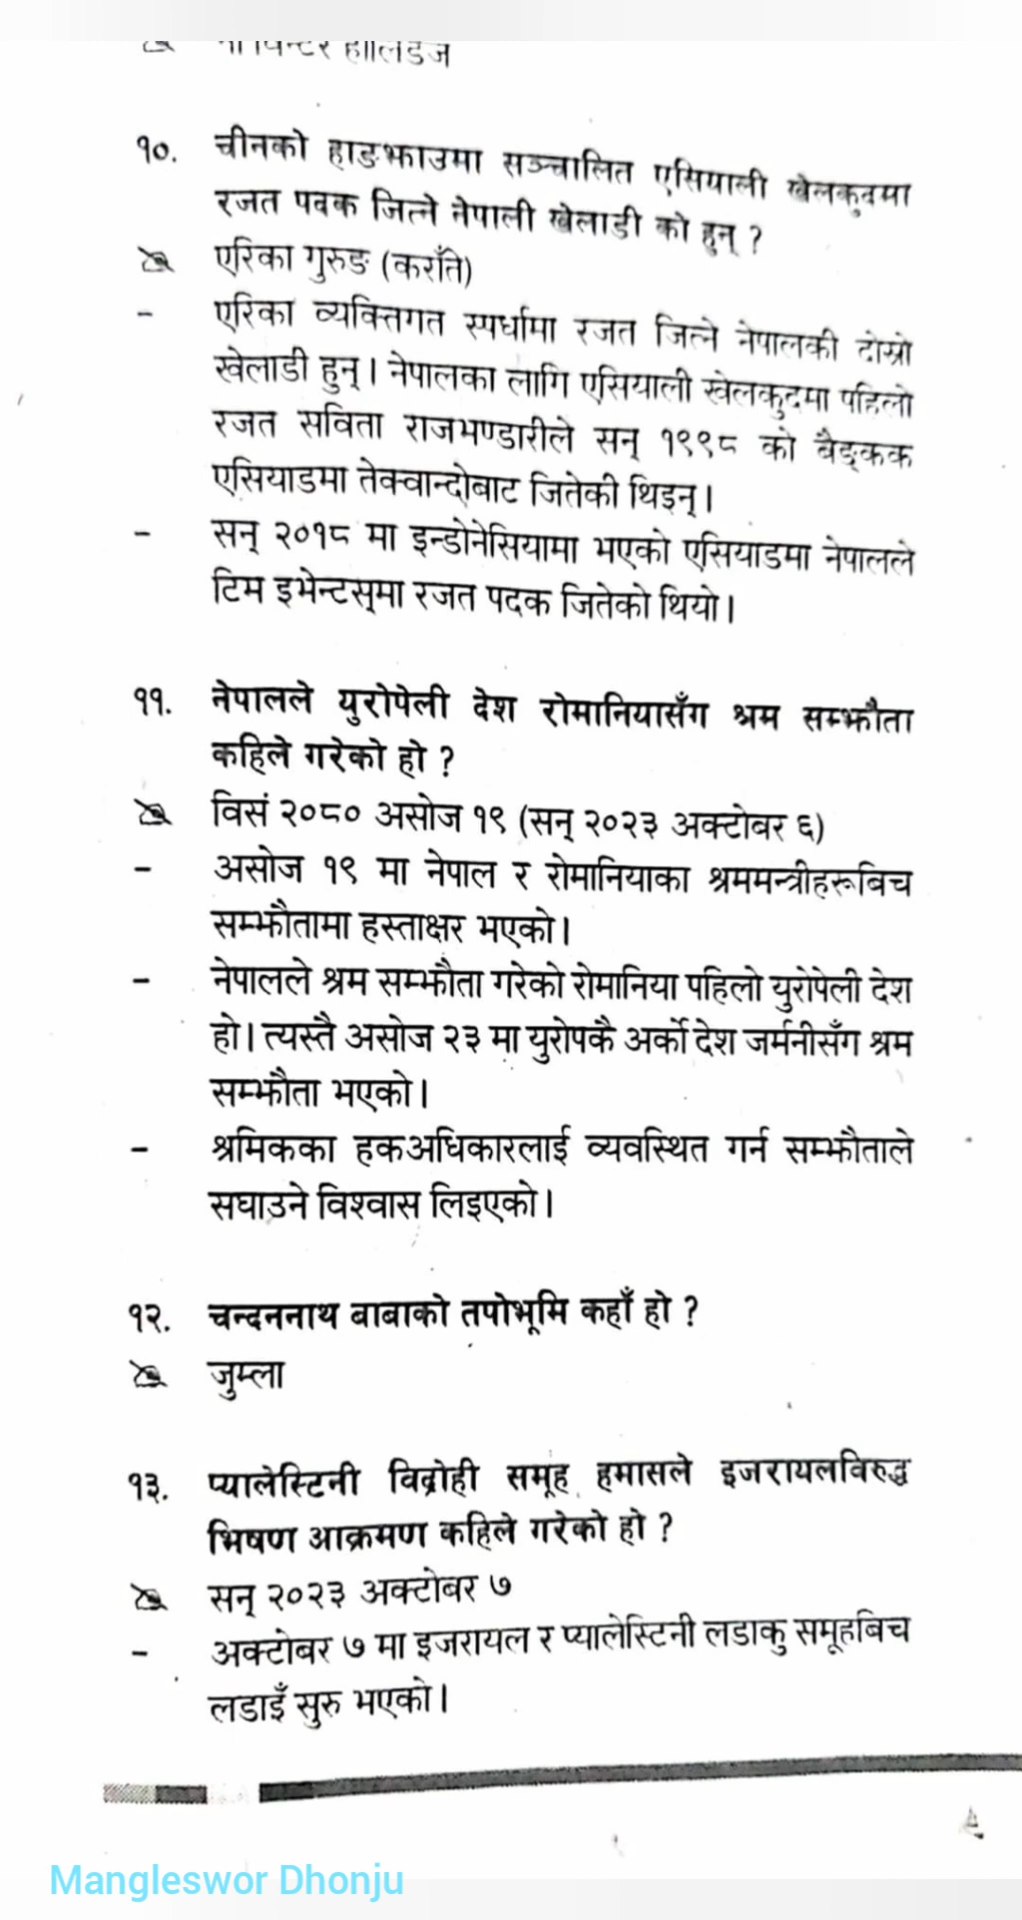 हालिडेज
१०. चीनको हाङझाउमा सञ्चालित एसियाली खेलकुदमा
रजत पदक जित्ने नेपाली खेलाडी को हुन् ?
एरिका गुरुङ (कराँते)
- एरिका व्यक्तिगत स्पर्धामा रजत जित्ने नेपालकी दोस्रो
खेलाडी हुन् । नेपालका लागि एसियाली खेलकुदमा पहिलो
रजत सविता राजभण्डारीले सन् १९९८ को बैङ्कक
एसियाडमा तेक्वान्दोबाट जितेकी थिइन् ।
- सन् २०१८ मा इन्डोनेसियामा भएको एसियाडमा नेपालले
टिम इभेन्टस्‌मा रजत पदक जितेको थियो ।
११. नेपालले युरोपेली देश रोमानियासँग श्रम सम्झौता
कहिले गरेको हो ?
विसं २०८० असोज १९ (सन् २०२३ अक्टोबर ६)
- असोज १९ मा नेपाल र रोमानियाका श्रममन्त्रीहरूबिच
सम्झौतामा हस्ताक्षर भएको ।
- नेपालले श्रम सम्झौता गरेको रोमानिया पहिलो युरोपेली देश
हो । त्यस्तै असोज २३ मा युरोपकै अर्को देश जर्मनीसँग श्रम
सम्झौता भएको ।
- श्रमिकका हकअधिकारलाई व्यवस्थित गर्न सम्झौताले
सघाउने विश्वास लिइएको ।
१२. चन्दननाथ बाबाको तपोभूमि कहाँ हो ?
जुम्ला
१३. प्यालेस्टिनी विद्रोही समूह हमासले इजरायलविरुद्ध
भिषण आक्रमण कहिले गरेको हो ?
सन् २०२३ अक्टोबर ७
- अक्टोबर ७ मा इजरायल र प्यालेस्टिनी लडाकु समूहबिच
लडाइँ सुरु भएको ।
Mangleswor Dhonju